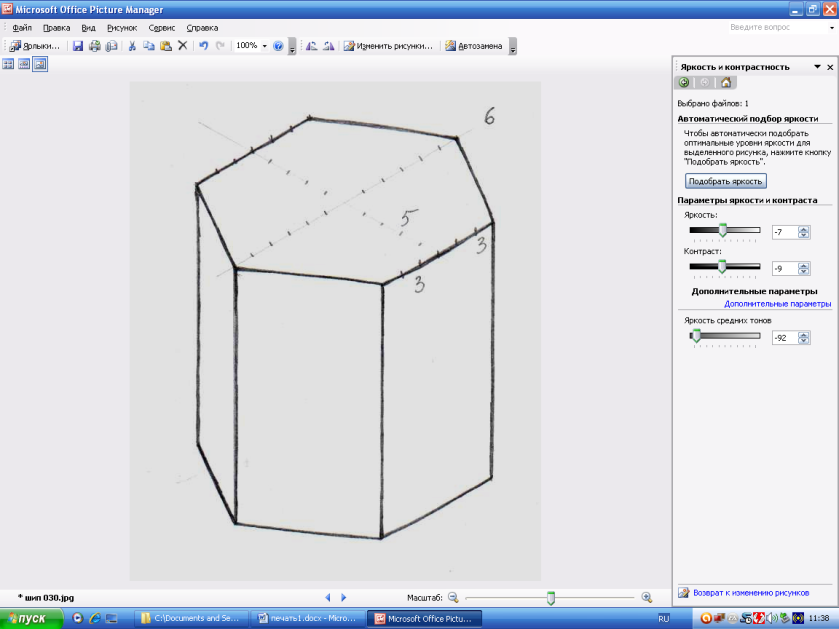 Microsoft Office Picture Manager
Файл Правка Вид Рисунок Сервис Справка
Введите вопрос
Ярлыки... 100% Изменить рисунки... Автозамена
Яркость и контрастность
Выбрано файлов: 1
Автоматический подбор яркости
Чтобы автоматически подобрать
оптимальные уровни яркости для
выделенного рисунка, нажмите кнопку
"Подобрать яркость".
Подобрать яркость
Параметры яркости и контраста
Яркость:
-7
Контраст:
-9
Дополнительные параметры
Дополнительные параметры
Яркость средних тонов
-92
6
5
3
3
Возврат к изменению рисунков
* шип 030.jpg
Масштаб:
пуск
C:\Documents and Se...
печать1.docx - Micro...
Microsoft Office Pictu...
RU
11:38